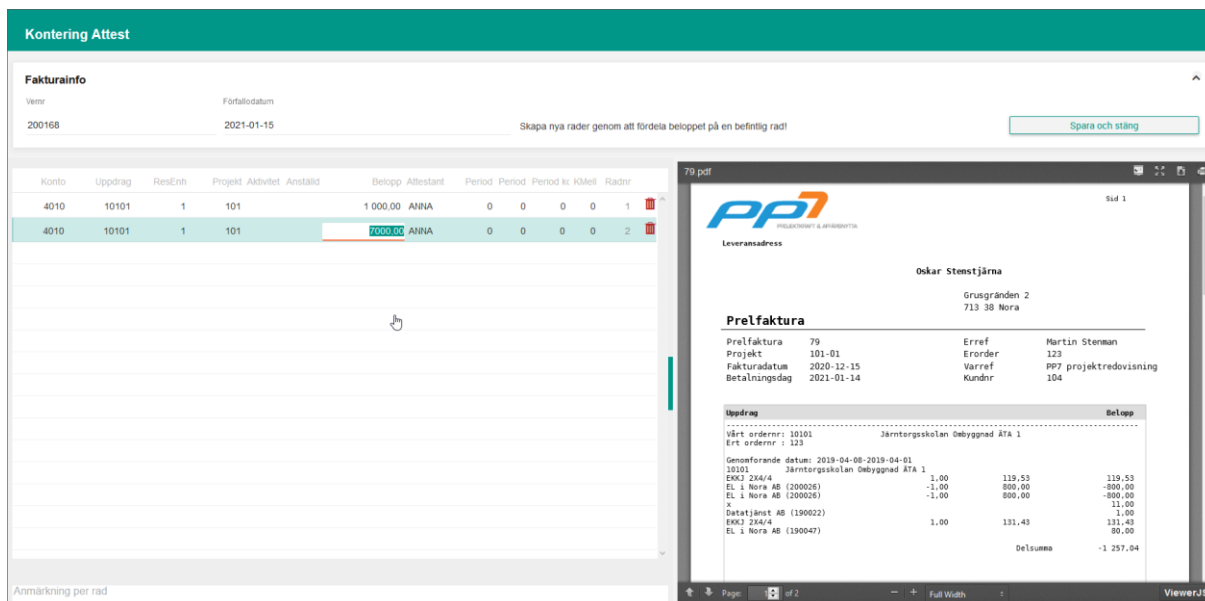 Kontering Attest
Fakturainfo
Vernr
Förfallodatum
200168
2021-01-15
Skapa nya rader genom att fördela beloppet på en befintlig rad!
Spara och stäng
Konto Uppdrag ResEnh Projekt Aktivitet Anställd Belopp Attestant Period Period Period kc KMell Radnr
4010 10101 1 101 1 000,00 ANNA 0 0 0 0 1
4010 10101 1 101 7000,00 ANNA 0 0 0 0 2
Anmärkning per rad
79.pdf
pp7
PROJEKTKRAFT & AFFÄRSNYTTA
Sid 1
Leveransadress
Oskar Stenstjärna
Grusgränden 2
713 38 Nora
Prelfaktura
Prelfaktura 79 Erref Martin Stenman
Projekt 101-01 Erorder 123
Fakturadatum 2020-12-15 Varref PP7 projektredovisning
Betalningsdag 2021-01-14 Kundnr 104
Uppdrag Belopp
Vårt ordernr: 10101 Järntorgsskolan Ombyggnad ÄTA 1
Ert ordernr : 123
Genomforande datum: 2019-04-08-2019-04-01
10101 Järntorgsskolan Ombyggnad ÄTA 1
EKKJ 2X4/4 1,00 119,53 119,53
EL i Nora AB (200026) -1,00 800,00 -800,00
EL i Nora AB (200026) -1,00 800,00 -800,00
x 11,00
Datatjänst AB (190022) 1,00
EKKJ 2X4/4 1,00 131,43 131,43
EL i Nora AB (190047) 80,00
Delsumma -1 257,04
Page: 1 of 2 − + Full Width ViewerJS